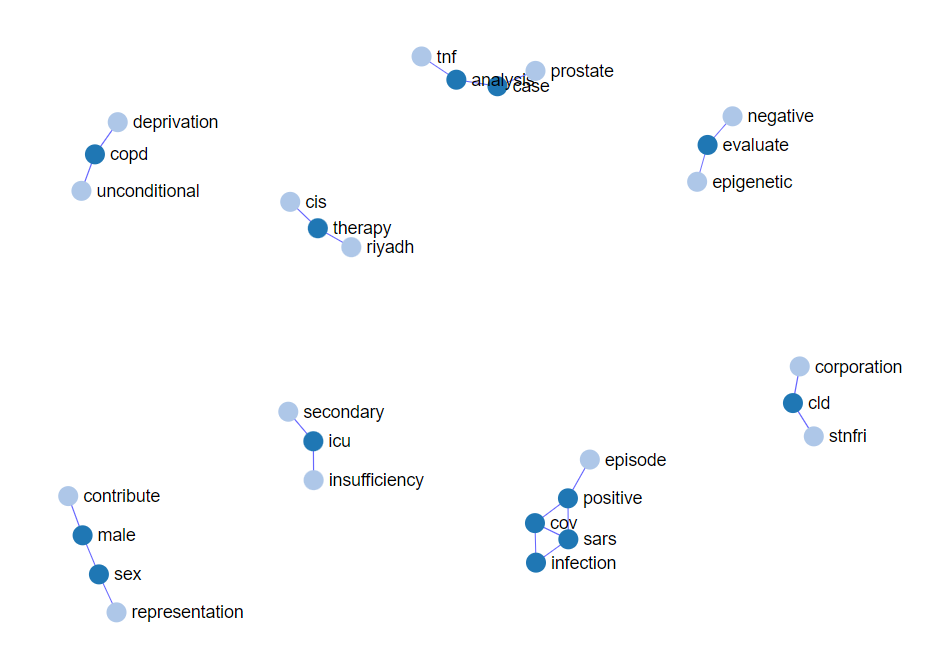 tnf
analysis
case
prostate
deprivation
copd
unconditional
negative
evaluate
epigenetic
cis
therapy
riyadh
corporation
cld
stnfri
secondary
icu
insufficiency
episode
positive
cov
sars
infection
contribute
male
sex
representation